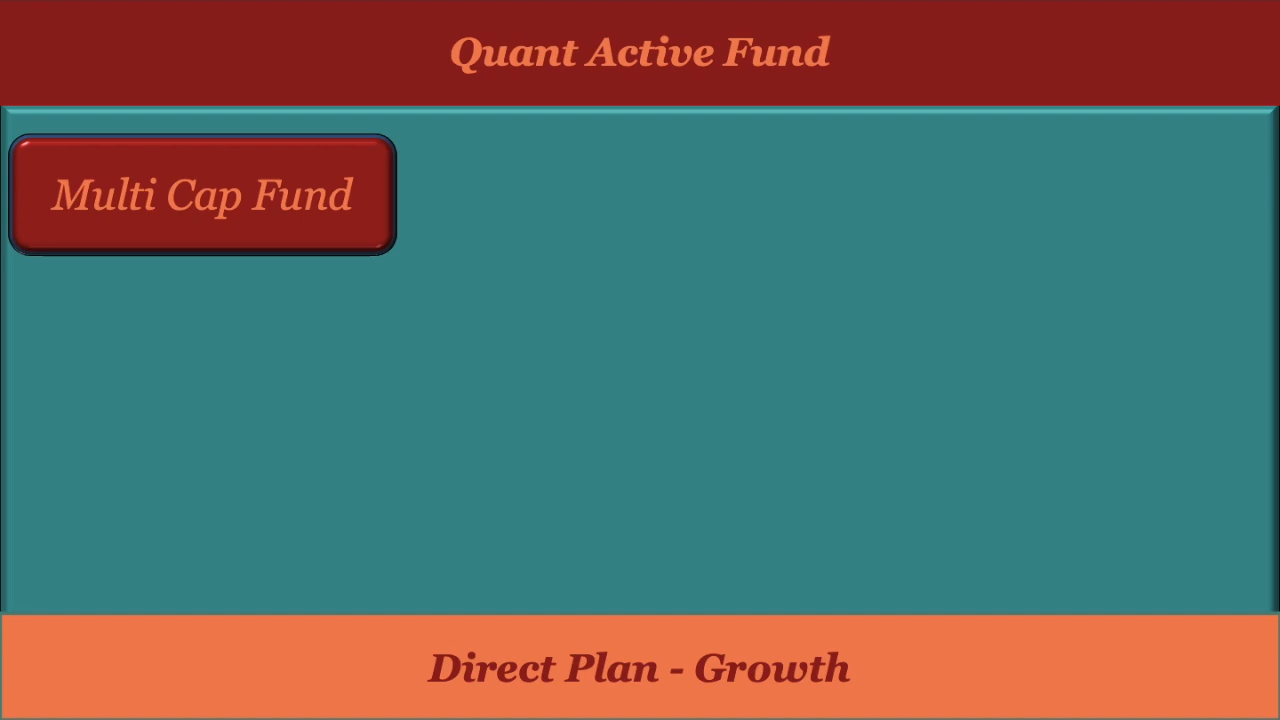 Quant Active Fund
Multi Cap Fund
Direct Plan - Growth